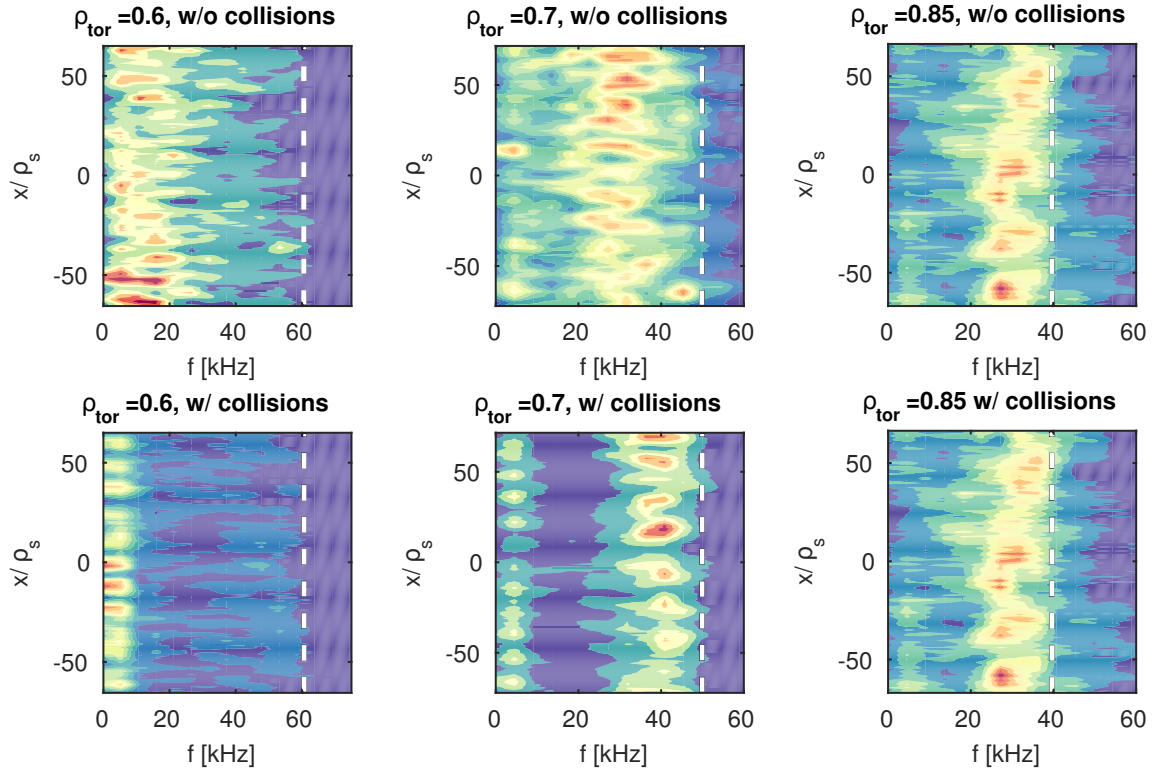 ρtor =0.6, w/o collisions
ρtor =0.7, w/o collisions
ρtor =0.85, w/o collisions
x/ ρs
50
0
-50
0 20 40 60
f [kHz]
x/ ρs
50
0
-50
0 20 40 60
f [kHz]
x/ ρs
50
0
-50
0 20 40 60
f [kHz]
ρtor =0.6, w/ collisions
ρtor =0.7, w/ collisions
ρtor =0.85 w/ collisions
x/ ρs
50
0
-50
0 20 40 60
f [kHz]
x/ ρs
50
0
-50
0 20 40 60
f [kHz]
x/ ρs
50
0
-50
0 20 40 60
f [kHz]